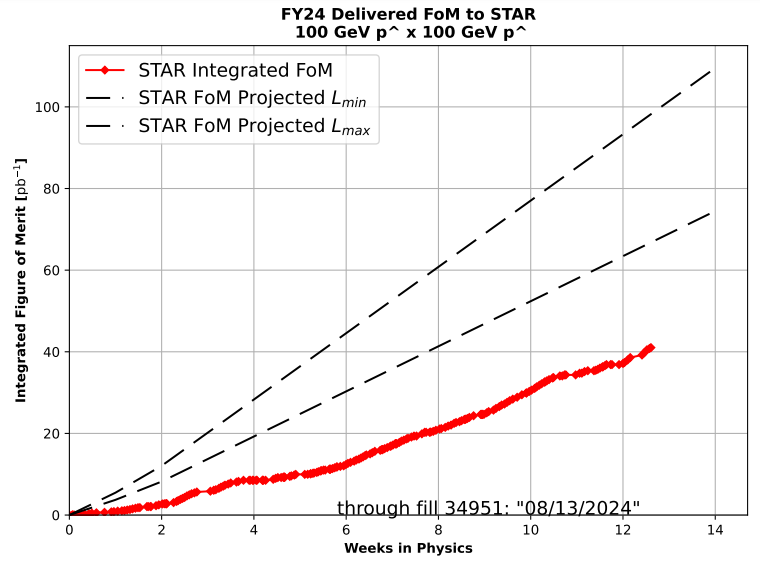 FY24 Delivered FoM to STAR
100 GeV p^ x 100 GeV p^
STAR Integrated FoM
STAR FoM Projected Lmin
STAR FoM Projected Lmax
Integrated Figure of Merit [pb⁻¹]
100
80
60
40
20
0
through fill 34951: "08/13/2024"
0 2 4 6 8 10 12 14
Weeks in Physics